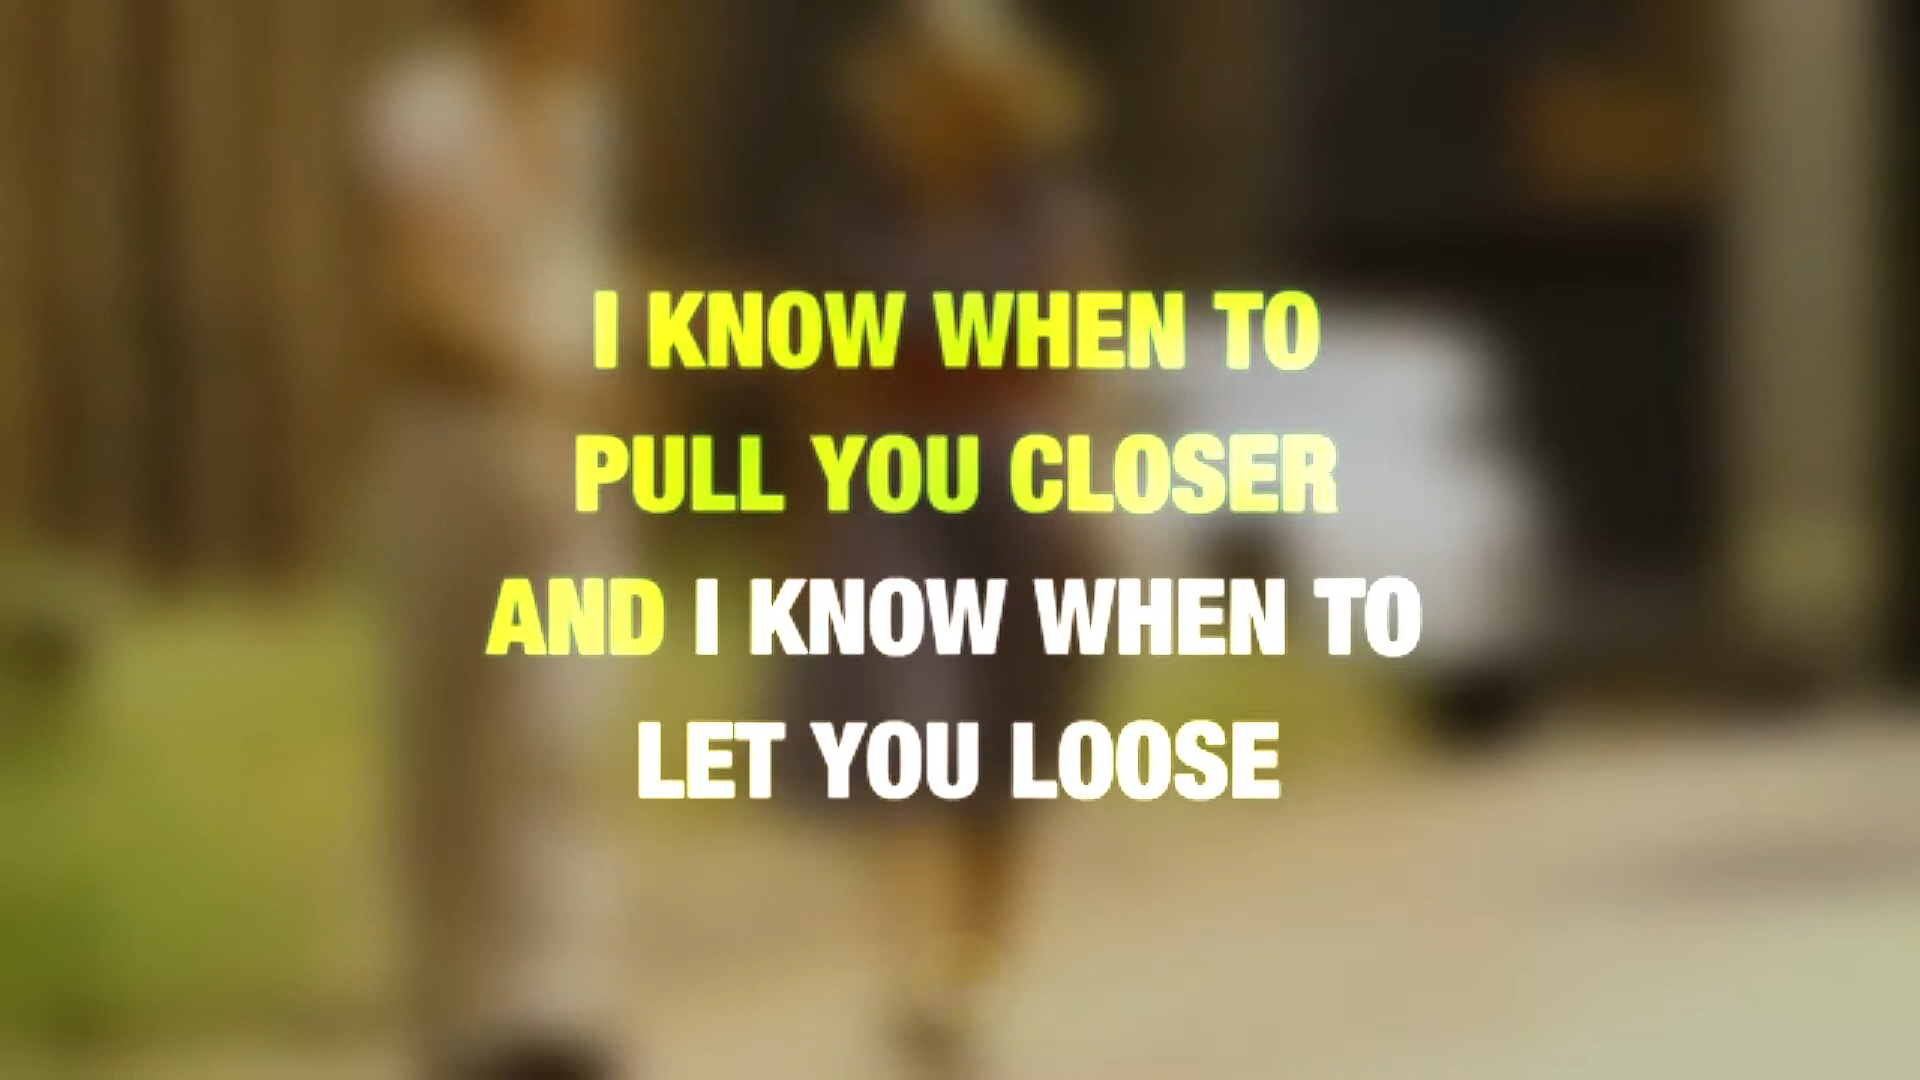 I KNOW WHEN TO
PULL YOU CLOSER
AND I KNOW WHEN TO
LET YOU LOOSE